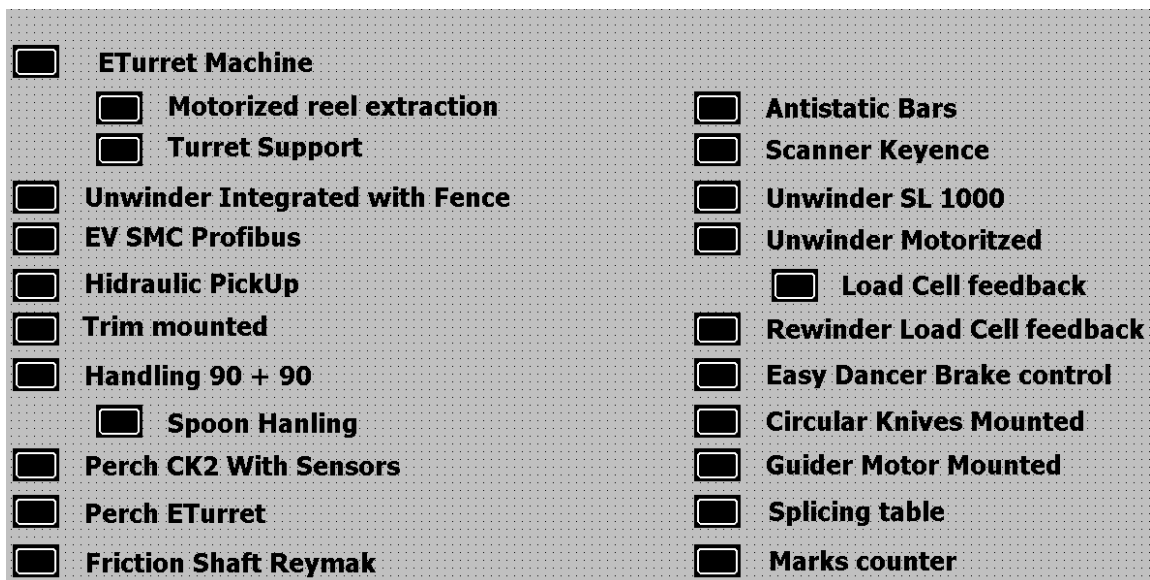 ETurret Machine
Motorized reel extraction
Turret Support
Unwinder Integrated with Fence
EV SMC Profibus
Hidraulic PickUp
Trim mounted
Handling 90 + 90
Spoon Hanling
Perch CK2 With Sensors
Perch ETurret
Friction Shaft Reymak
Antistatic Bars
Scanner Keyence
Unwinder SL 1000
Unwinder Motoritzed
Load Cell feedback
Rewinder Load Cell feedback
Easy Dancer Brake control
Circular Knives Mounted
Guider Motor Mounted
Splicing table
Marks counter